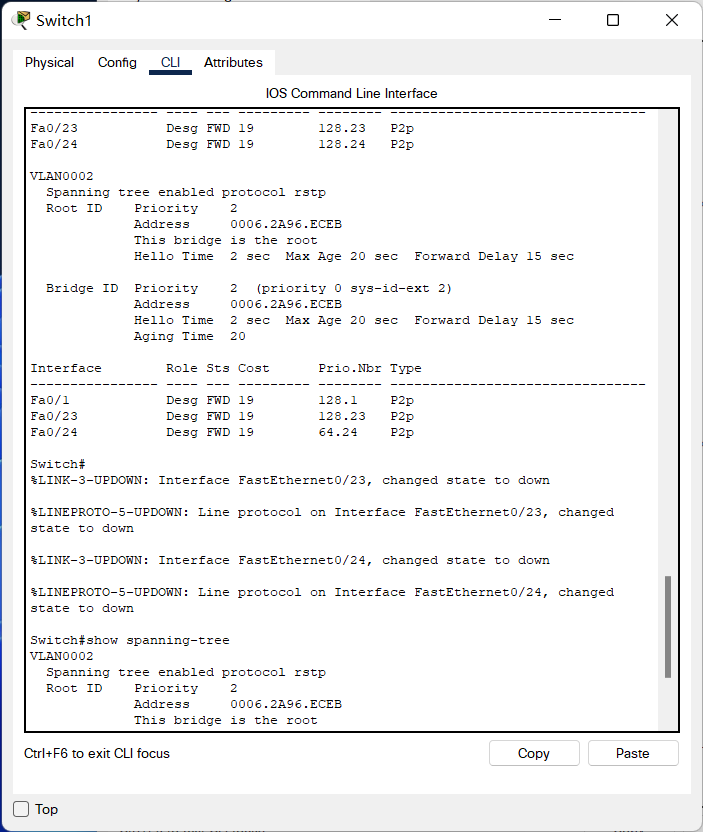 Switch1
Physical Config CLI Attributes
IOS Command Line Interface
---------------- ---- --- --------- -------- --------------------------------
Fa0/23           Desg FWD 19        128.23   P2p
Fa0/24           Desg FWD 19        128.24   P2p
VLAN0002
  Spanning tree enabled protocol rstp
  Root ID    Priority    2
             Address     0006.2A96.ECEB
             This bridge is the root
             Hello Time  2 sec  Max Age 20 sec  Forward Delay 15 sec
  Bridge ID  Priority    2  (priority 0 sys-id-ext 2)
             Address     0006.2A96.ECEB
             Hello Time  2 sec  Max Age 20 sec  Forward Delay 15 sec
             Aging Time  20
Interface        Role Sts Cost      Prio.Nbr Type
---------------- ---- --- --------- -------- --------------------------------
Fa0/1            Desg FWD 19        128.1    P2p
Fa0/23           Desg FWD 19        128.23   P2p
Fa0/24           Desg FWD 19        64.24    P2p
Switch#
%LINK-3-UPDOWN: Interface FastEthernet0/23, changed state to down
%LINEPROTO-5-UPDOWN: Line protocol on Interface FastEthernet0/23, changed
state to down
%LINK-3-UPDOWN: Interface FastEthernet0/24, changed state to down
%LINEPROTO-5-UPDOWN: Line protocol on Interface FastEthernet0/24, changed
state to down
Switch#show spanning-tree
VLAN0002
  Spanning tree enabled protocol rstp
  Root ID    Priority    2
             Address     0006.2A96.ECEB
             This bridge is the root
Ctrl+F6 to exit CLI focus
Copy Paste
Top